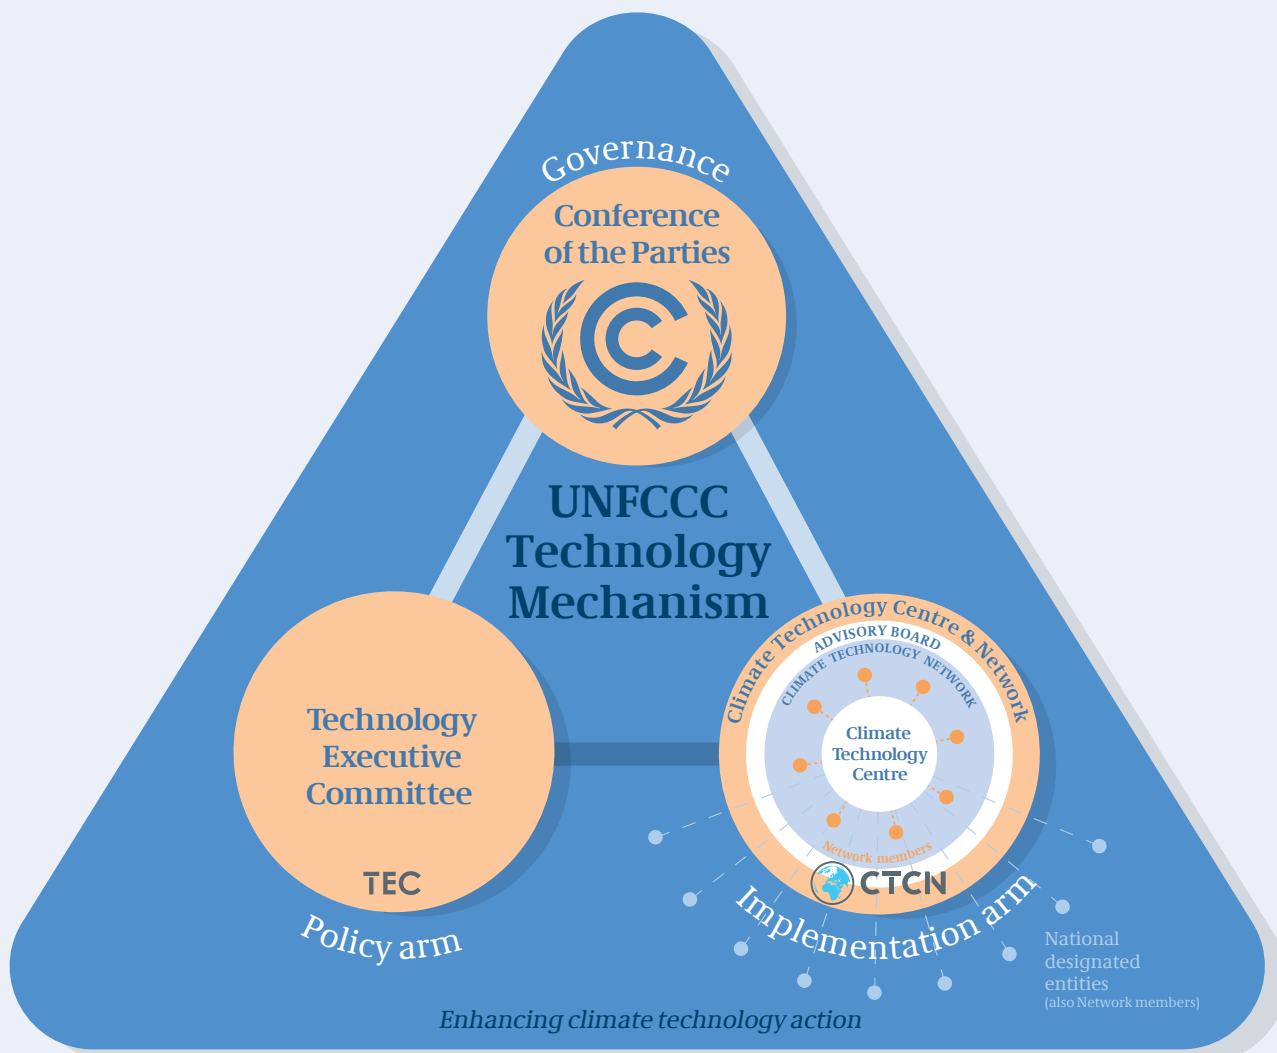 Governance
Conference
of the Parties
UNFCCC
Technology
Mechanism
Technology
Executive
Committee
TEC
Policy arm
Climate Technology Centre & Network
ADVISORY BOARD
CLIMATE TECHNOLOGY NETWORK
Climate
Technology
Centre
Network members
CTCN
Implementation arm
National
designated
entities
(also Network members)
Enhancing climate technology action